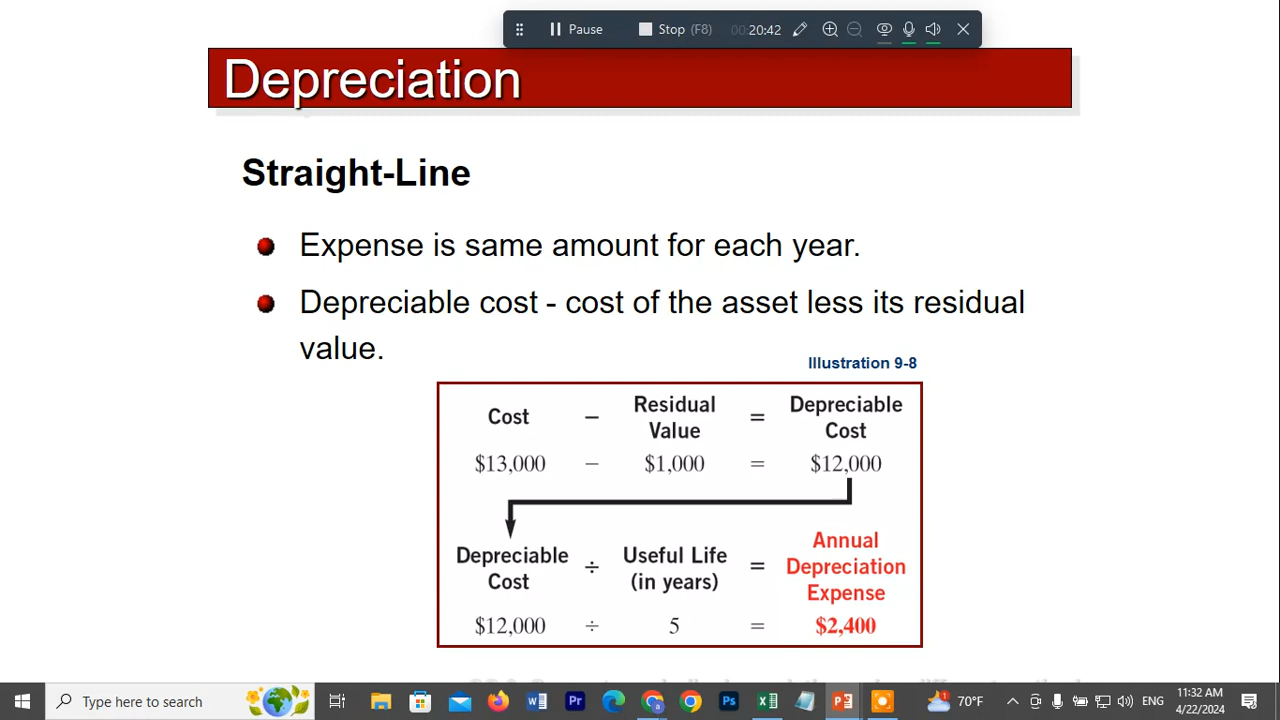 Pause Stop (F8) 00:20:42
Depreciation
Straight-Line
Expense is same amount for each year.
Depreciable cost - cost of the asset less its residual
value.
Illustration 9-8
Cost − Residual Value = Depreciable Cost
$13,000 − $1,000 = $12,000
Depreciable Cost ÷ Useful Life (in years) = Annual Depreciation Expense
$12,000 ÷ 5 = $2,400
Type here to search
70°F ENG 11:32 AM
4/22/2024